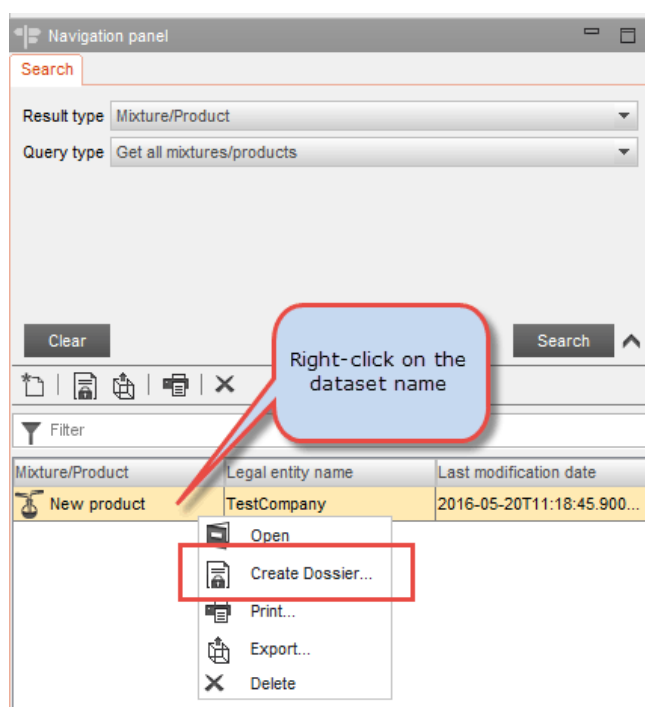 Navigation panel
Search
Result type Mixture/Product
Query type Get all mixtures/products
Clear
Search
Right-click on the
dataset name
Filter
Mixture/Product Legal entity name Last modification date
New product TestCompany 2016-05-20T11:18:45.900...
Open
Create Dossier...
Print...
Export...
Delete